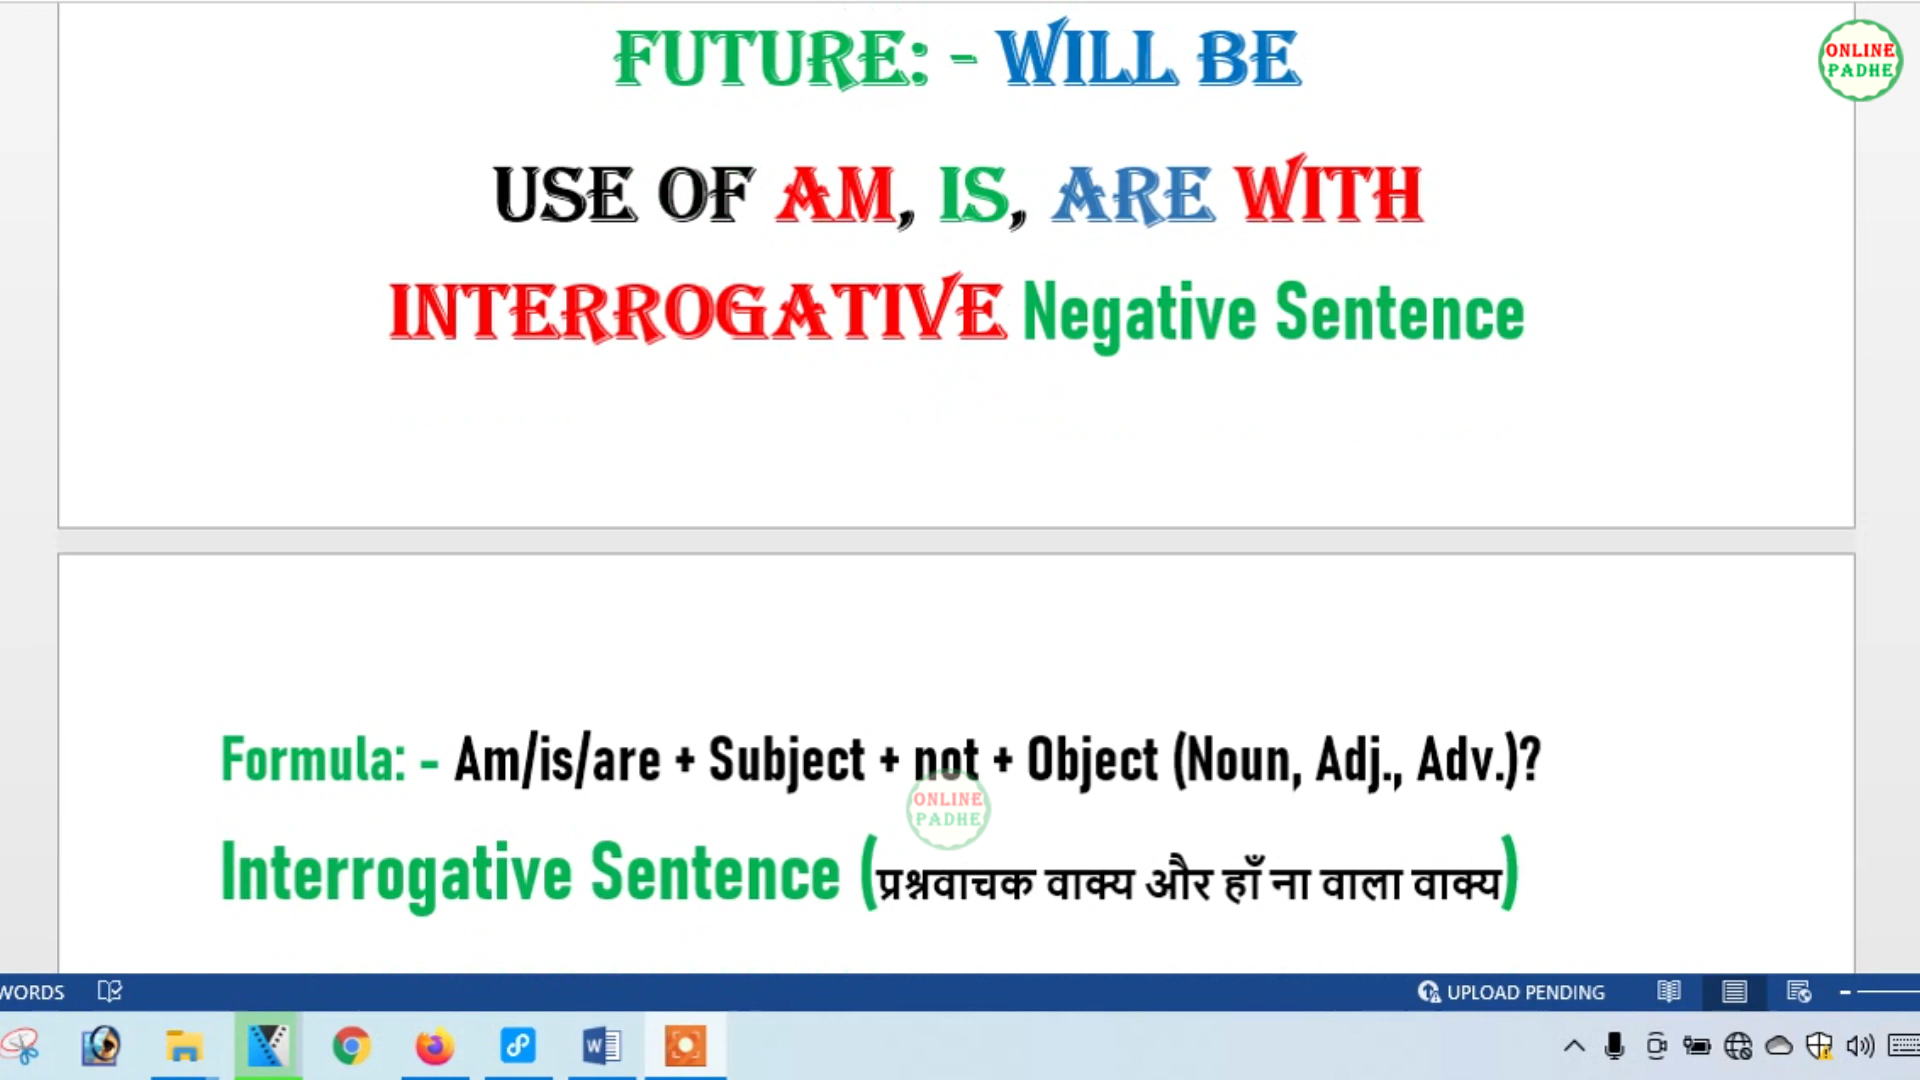 FUTURE: - WILL BE
ONLINE
PADHE
USE OF AM, IS, ARE WITH
INTERROGATIVE Negative Sentence
Formula: - Am/is/are + Subject + not + Object (Noun, Adj., Adv.)?
ONLINE
PADHE
Interrogative Sentence (प्रश्नवाचक वाक्य और हाँ ना वाला वाक्य)
WORDS
UPLOAD PENDING